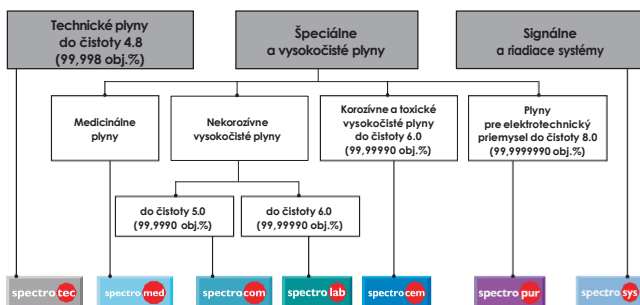 Technické plyny
do čistoty 4.8
(99,998 obj.%)
Špeciálne
a vysokočisté plyny
Signálne
a riadiace systémy
Medicinálne
plyny
Nekorozívne
vysokočisté plyny
Korozívne a toxické
vysokočisté plyny
do čistoty 6.0
(99,99990 obj.%)
Plyny
pre elektrotechnický
priemysel do čistoty 8.0
(99,9999990 obj.%)
do čistoty 5.0
(99,9990 obj.%)
do čistoty 6.0
(99,99990 obj.%)
spectro tec
spectro med
spectro com
spectro lab
spectro cem
spectro pur
spectro sys